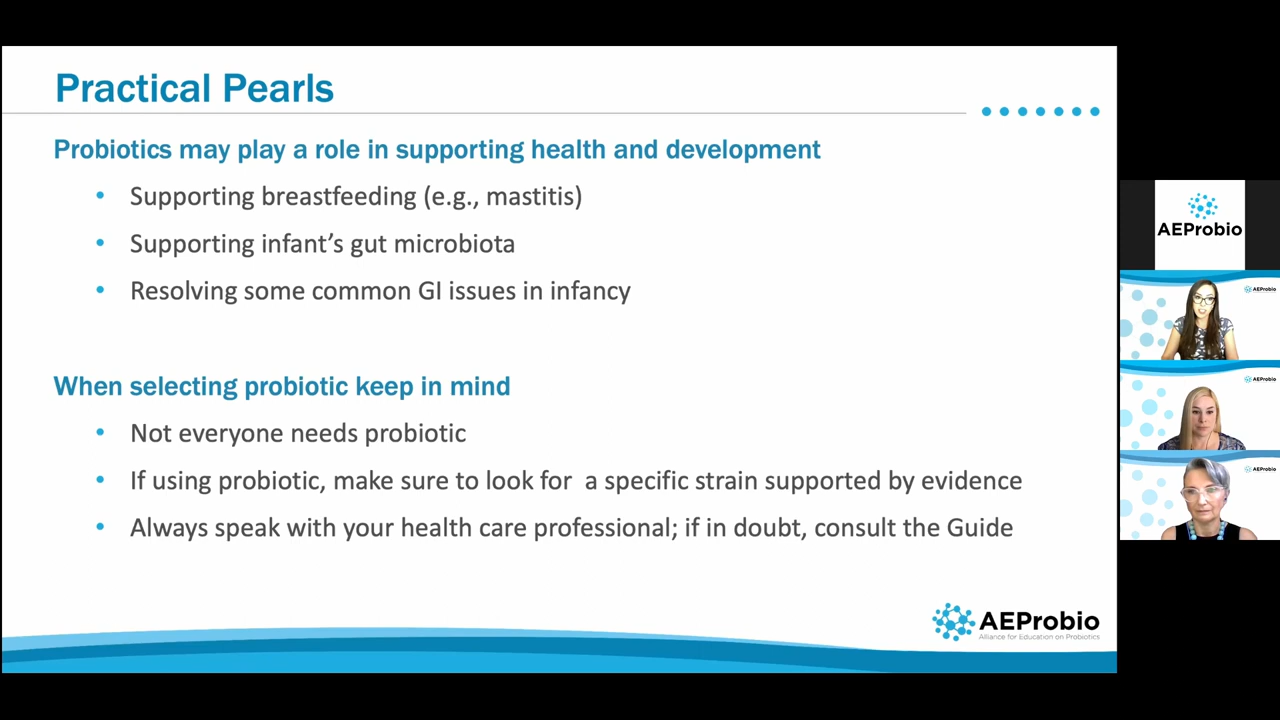 Practical Pearls
Probiotics may play a role in supporting health and development
• Supporting breastfeeding (e.g., mastitis)
• Supporting infant’s gut microbiota
• Resolving some common GI issues in infancy
When selecting probiotic keep in mind
• Not everyone needs probiotic
• If using probiotic, make sure to look for  a specific strain supported by evidence
• Always speak with your health care professional; if in doubt, consult the Guide
AEProbio
Alliance for Education on Probiotics
AEProbio
AEProbio
AEProbio
AEProbio